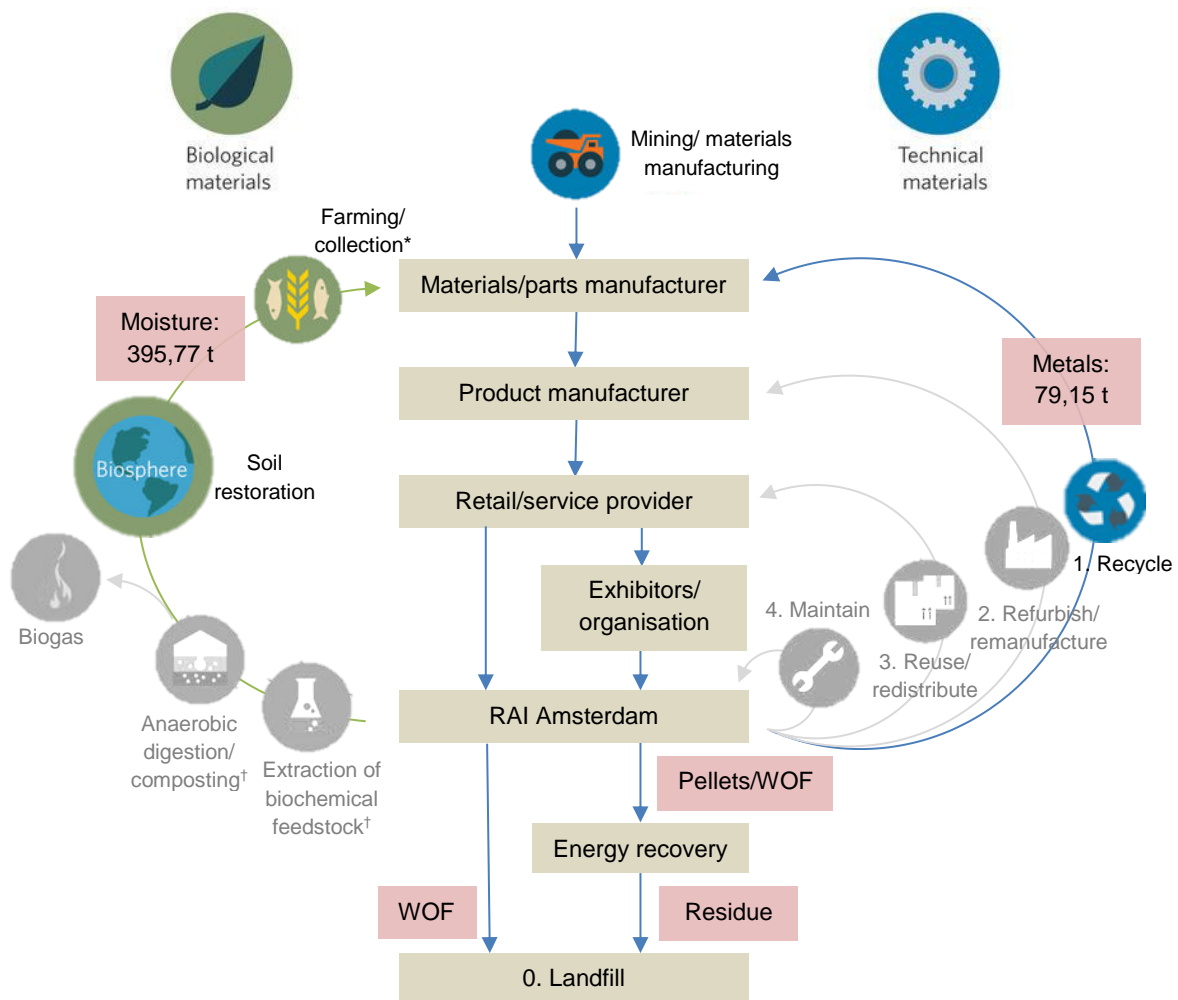 Biological
materials
Mining/ materials
manufacturing
Technical
materials
Farming/
collection*
Materials/parts manufacturer
Moisture:
395,77 t
Metals:
79,15 t
Product manufacturer
Biosphere
Soil
restoration
Retail/service provider
1. Recycle
Exhibitors/
organisation
4. Maintain
2. Refurbish/
remanufacture
Biogas
3. Reuse/
redistribute
RAI Amsterdam
Anaerobic
digestion/
composting†
Extraction of
biochemical
feedstock†
Pellets/WOF
Energy recovery
WOF
Residue
0. Landfill